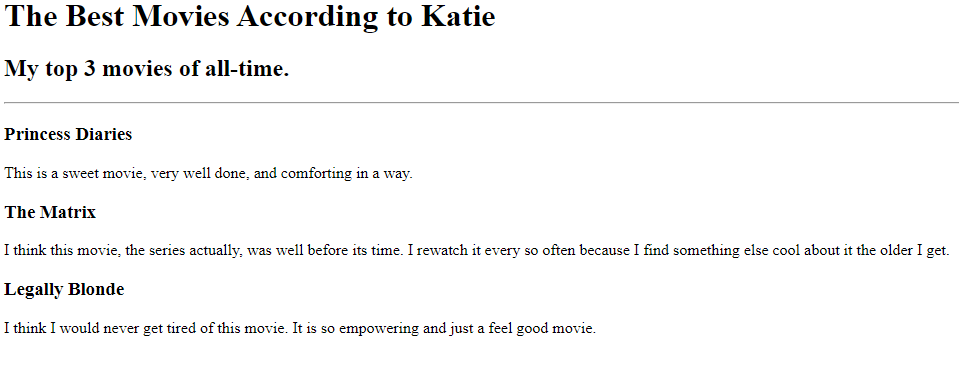 The Best Movies According to Katie
My top 3 movies of all-time.
Princess Diaries
This is a sweet movie, very well done, and comforting in a way.
The Matrix
I think this movie, the series actually, was well before its time. I rewatch it every so often because I find something else cool about it the older I get.
Legally Blonde
I think I would never get tired of this movie. It is so empowering and just a feel good movie.